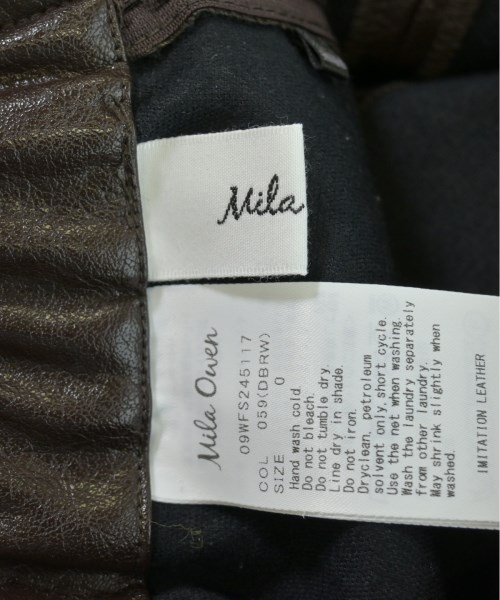 Mila
Mila Owen
09WFS245117
COL 059(DBRW)
SIZE 0
Hand wash cold.
Do not bleach.
Do not tumble dry.
Line dry in shade.
Do not iron.
Dryclean, petroleum
solvent only, short cycle.
Use the net when washing.
Wash the laundry separately
from other laundry.
May shrink slightly when
washed.
IMITATION LEATHER